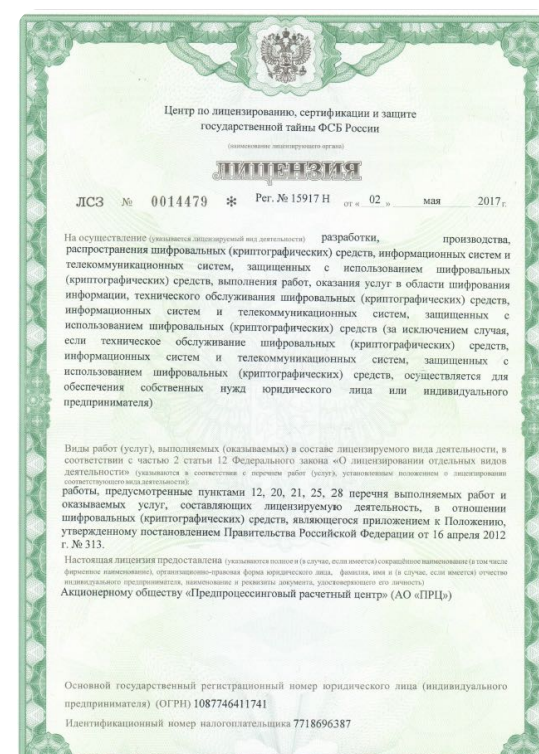 Центр по лицензированию, сертификации и защите
государственной тайны ФСБ России
(наименование лицензирующего органа)
ЛИЦЕНЗИЯ
ЛСЗ № 0014479 * Рег. № 15917 Н от « 02 » мая 2017 г.
На осуществление (указывается лицензируемый вид деятельности) разработки, производства,
распространения шифровальных (криптографических) средств, информационных систем и
телекоммуникационных систем, защищенных с использованием шифровальных
(криптографических) средств, выполнения работ, оказания услуг в области шифрования
информации, технического обслуживания шифровальных (криптографических) средств,
информационных систем и телекоммуникационных систем, защищенных с
использованием шифровальных (криптографических) средств (за исключением случая,
если техническое обслуживание шифровальных (криптографических) средств,
информационных систем и телекоммуникационных систем, защищенных с
использованием шифровальных (криптографических) средств, осуществляется для
обеспечения собственных нужд юридического лица или индивидуального
предпринимателя)
Виды работ (услуг), выполняемых (оказываемых) в составе лицензируемого вида деятельности, в
соответствии с частью 2 статьи 12 Федерального закона «О лицензировании отдельных видов
деятельности» (указываются в соответствии с перечнем работ (услуг), установленным положением о лицензировании
соответствующего вида деятельности):
работы, предусмотренные пунктами 12, 20, 21, 25, 28 перечня выполняемых работ и
оказываемых услуг, составляющих лицензируемую деятельность, в отношении
шифровальных (криптографических) средств, являющегося приложением к Положению,
утвержденному постановлением Правительства Российской Федерации от 16 апреля 2012
г. № 313.
Настоящая лицензия предоставлена (указываются полное и (в случае, если имеется) сокращённое наименование (в том числе
фирменное наименование), организационно-правовая форма юридического лица, фамилия, имя и (в случае, если имеется) отчество
индивидуального предпринимателя, наименование и реквизиты документа, удостоверяющего его личность)
Акционерному обществу «Предпроцессинговый расчетный центр» (АО «ПРЦ»)
Основной государственный регистрационный номер юридического лица (индивидуального
предпринимателя) (ОГРН) 1087746411741
Идентификационный номер налогоплательщика 7718696387